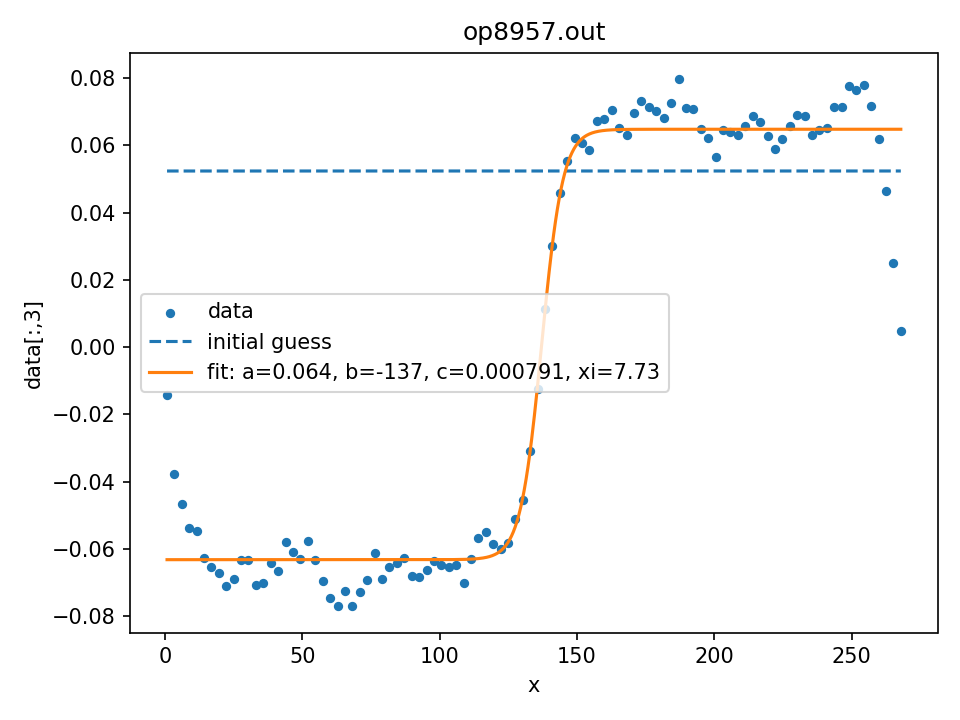 op8957.out
0.08
0.06
0.04
0.02
0.00
−0.02
−0.04
−0.06
−0.08
data[:,3]
data
initial guess
fit: a=0.064, b=-137, c=0.000791, xi=7.73
0 50 100 150 200 250
x